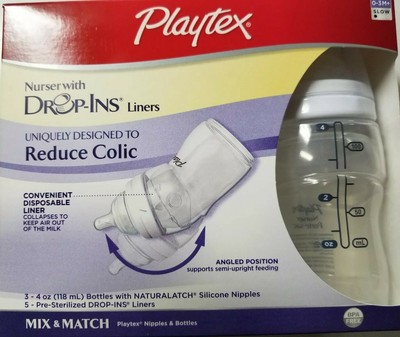 Playtex
0-3M+
SLOW
Nurser with
DROP-INS® Liners
UNIQUELY DESIGNED TO
Reduce Colic
CONVENIENT
DISPOSABLE
LINER
COLLAPSES TO
KEEP AIR OUT
OF THE MILK
ANGLED POSITION
supports semi-upright feeding
3 - 4 oz (118 mL) Bottles with NATURALATCH® Silicone Nipples
5 - Pre-Sterilized DROP-INS® Liners
MIX & MATCH Playtex® Nipples & Bottles
4
100
2
50
OZ
mL
Playtex
Nurser
BPA
FREE